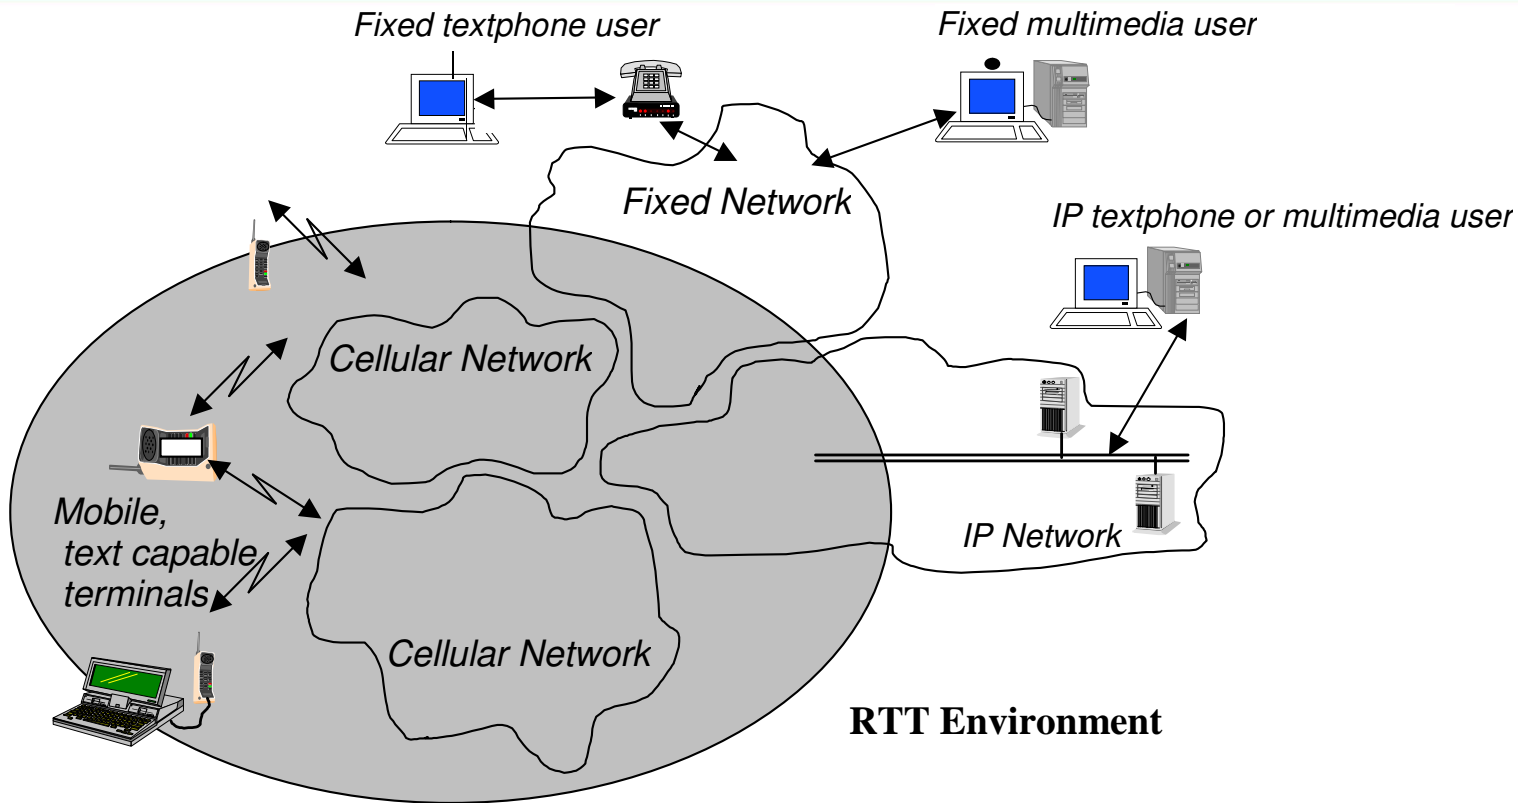 Fixed textphone user
Fixed multimedia user
Fixed Network
IP textphone or multimedia user
Cellular Network
Mobile,
text capable
terminals
IP Network
Cellular Network
RTT Environment